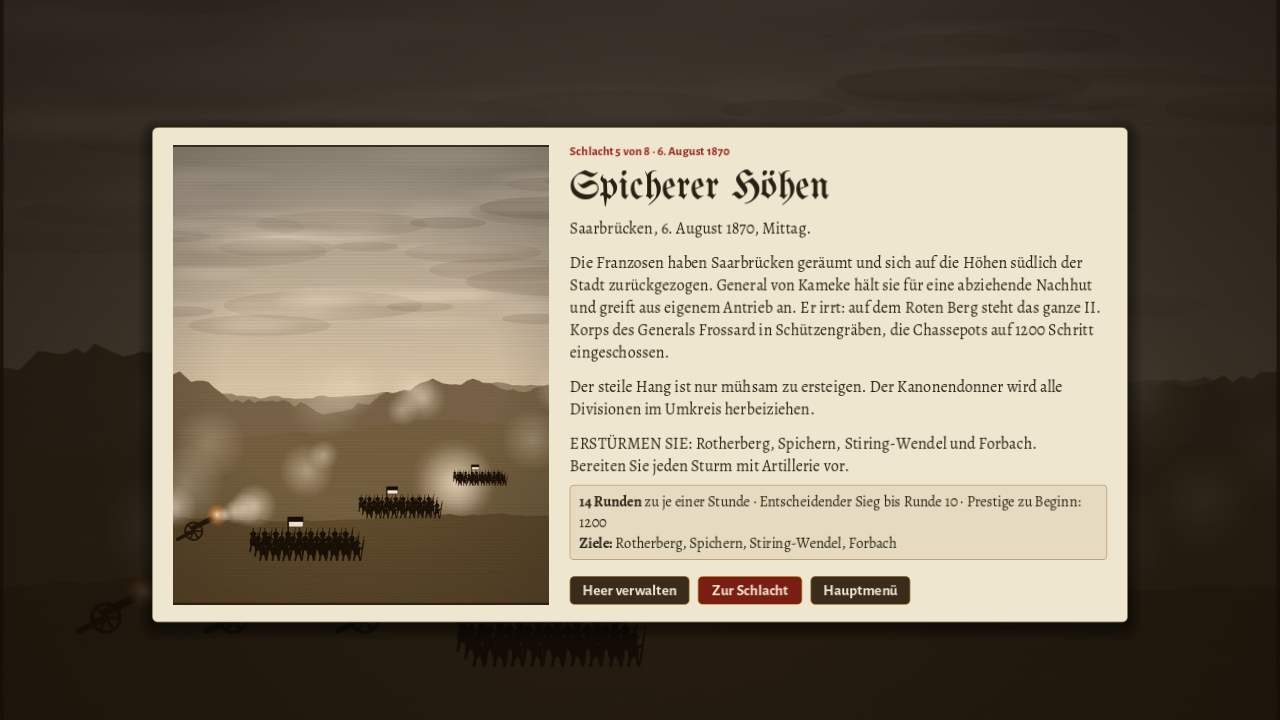 Schlacht 5 von 8 · 6. August 1870
Spicherer Höhen
Saarbrücken, 6. August 1870, Mittag.
Die Franzosen haben Saarbrücken geräumt und sich auf die Höhen südlich der
Stadt zurückgezogen. General von Kameke hält sie für eine abziehende Nachhut
und greift aus eigenem Antrieb an. Er irrt: auf dem Roten Berg steht das ganze II.
Korps des Generals Frossard in Schützengräben, die Chassepots auf 1200 Schritt
eingeschossen.
Der steile Hang ist nur mühsam zu ersteigen. Der Kanonendonner wird alle
Divisionen im Umkreis herbeiziehen.
ERSTÜRMEN SIE: Rotherberg, Spichern, Stiring-Wendel und Forbach.
Bereiten Sie jeden Sturm mit Artillerie vor.
14 Runden zu je einer Stunde · Entscheidender Sieg bis Runde 10 · Prestige zu Beginn:
1200
Ziele: Rotherberg, Spichern, Stiring-Wendel, Forbach
Heer verwalten
Zur Schlacht
Hauptmenü